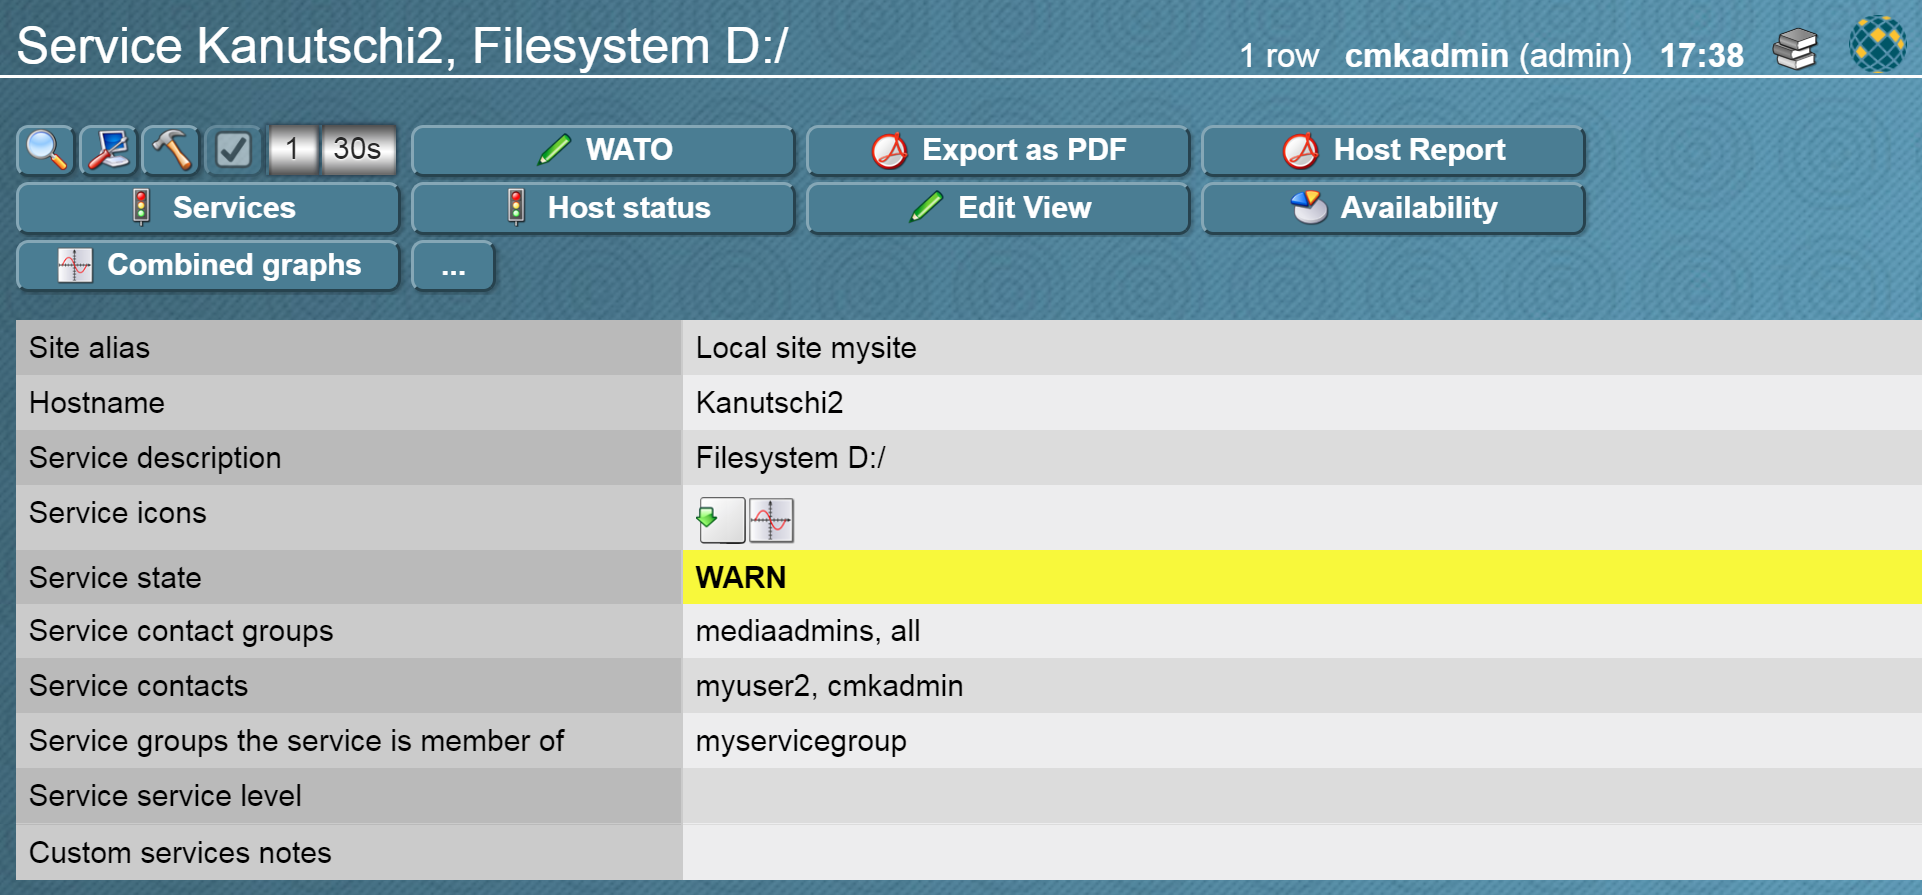 Service Kanutschi2, Filesystem D:/
1 row cmkadmin (admin) 17:38
1 30s WATO Export as PDF Host Report
Services Host status Edit View Availability
Combined graphs ...
Site alias Local site mysite
Hostname Kanutschi2
Service description Filesystem D:/
Service icons
Service state WARN
Service contact groups mediaadmins, all
Service contacts myuser2, cmkadmin
Service groups the service is member of myservicegroup
Service service level
Custom services notes